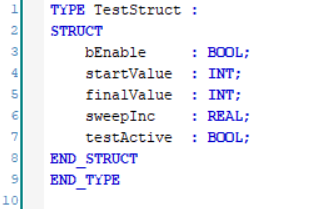 1 TYPE TestStruct :
2 STRUCT
3     bEnable     : BOOL;
4     startValue  : INT;
5     finalValue  : INT;
6     sweepInc    : REAL;
7     testActive  : BOOL;
8 END_STRUCT
9 END_TYPE
10